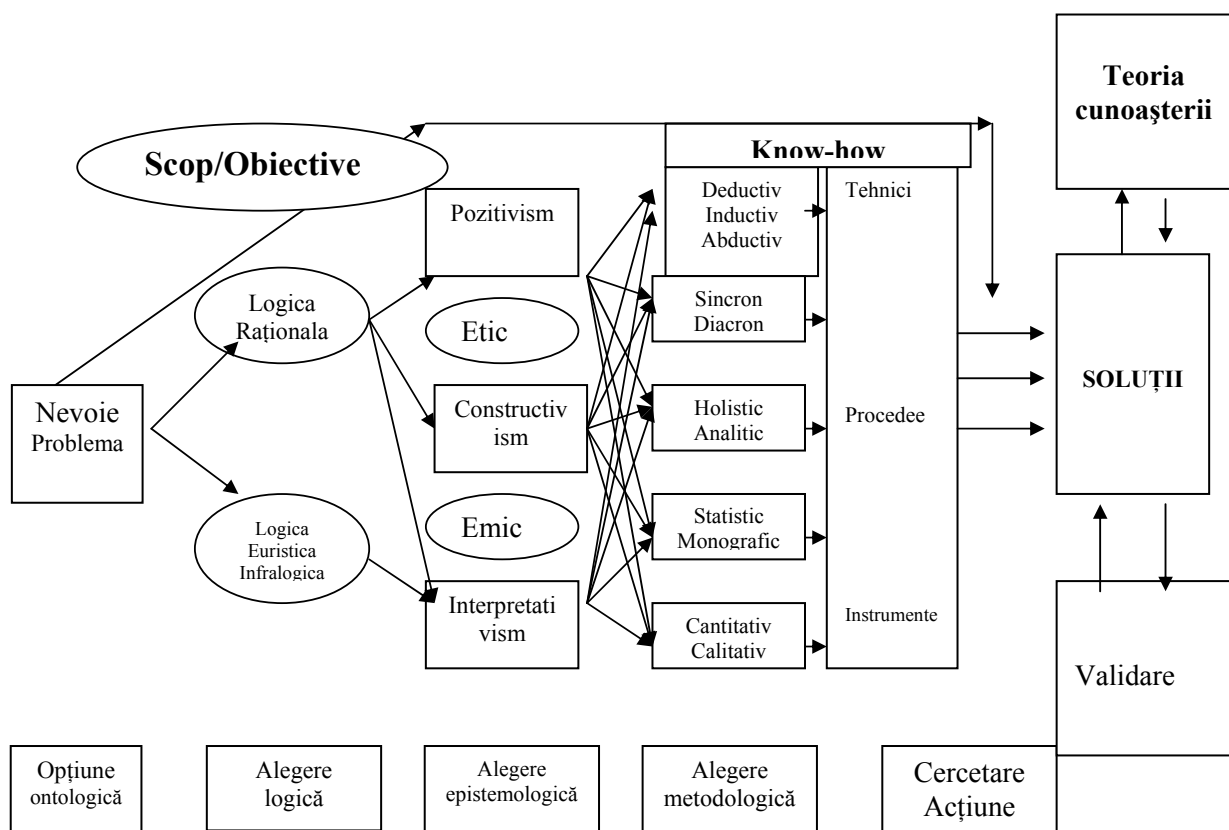 Teoria
cunoaşterii
Scop/Obiective
Know-how
Pozitivism
Deductiv
Inductiv
Abductiv
Tehnici
Logica
Raționala
Etic
Sincron
Diacron
SOLUȚII
Nevoie
Problema
Constructiv
ism
Holistic
Analitic
Procedee
Logica
Euristica
Infralogica
Emic
Statistic
Monografic
Interpretati
vism
Cantitativ
Calitativ
Instrumente
Validare
Opțiune
ontologică
Alegere
logică
Alegere
epistemologică
Alegere
metodologică
Cercetare
Acțiune